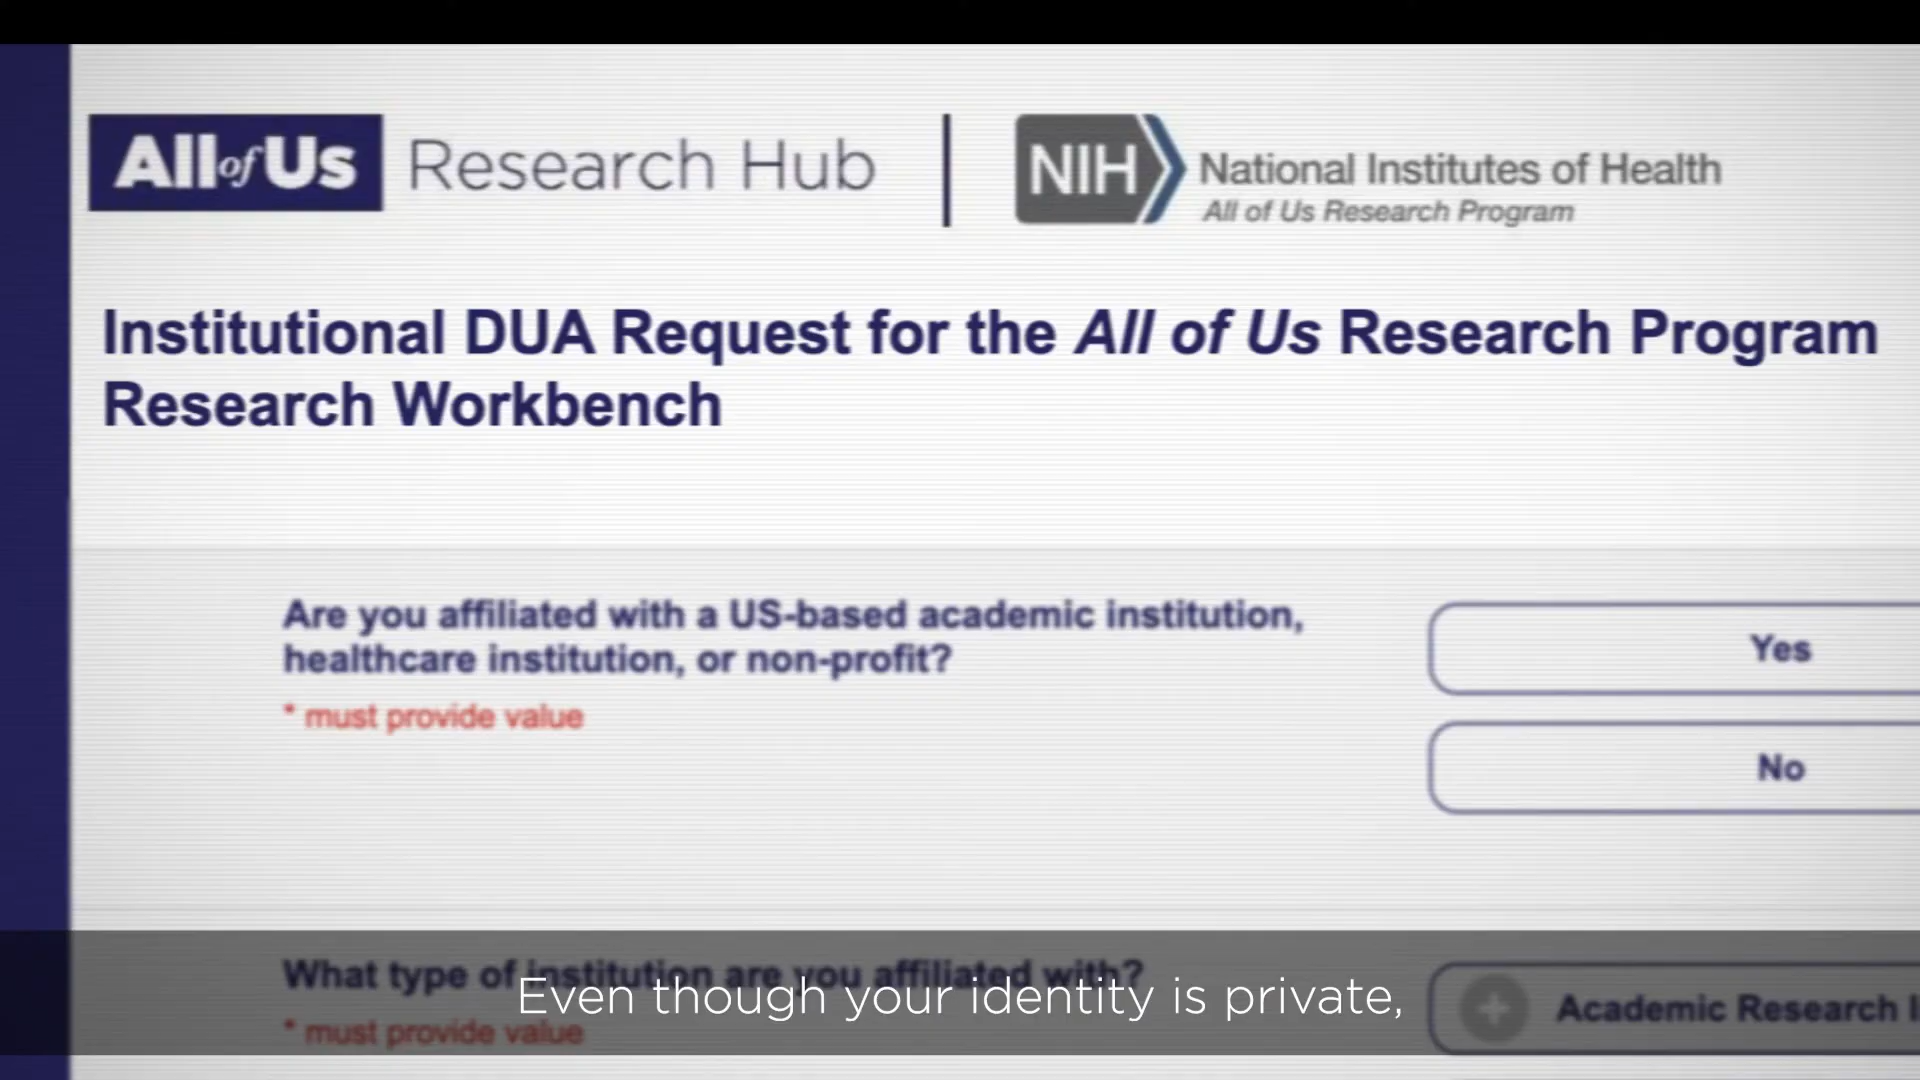 All of Us Research Hub
NIH National Institutes of Health
All of Us Research Program
Institutional DUA Request for the All of Us Research Program
Research Workbench
Are you affiliated with a US-based academic institution,
healthcare institution, or non-profit?
* must provide value
Yes
No
What type of institution are you affiliated with?
* must provide value
Academic Research
Even though your identity is private,